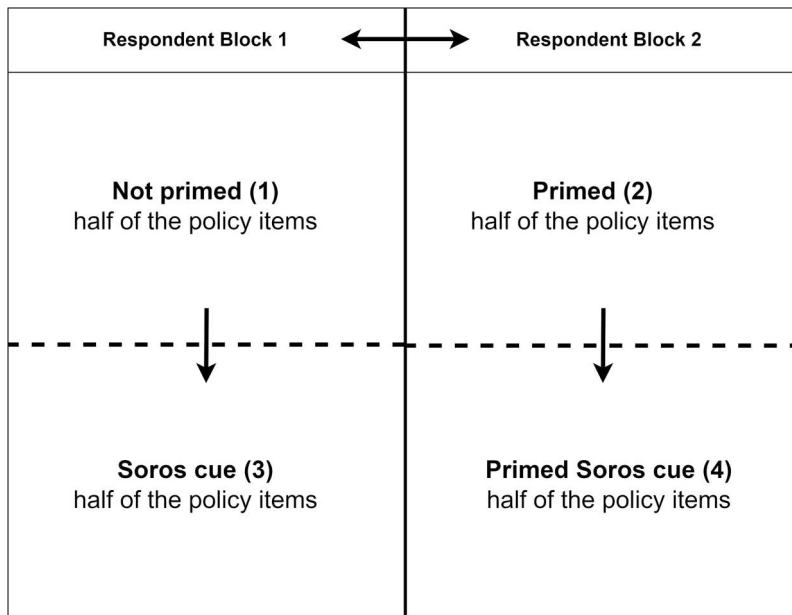 Respondent Block 1
Respondent Block 2
Not primed (1)
half of the policy items
Primed (2)
half of the policy items
Soros cue (3)
half of the policy items
Primed Soros cue (4)
half of the policy items